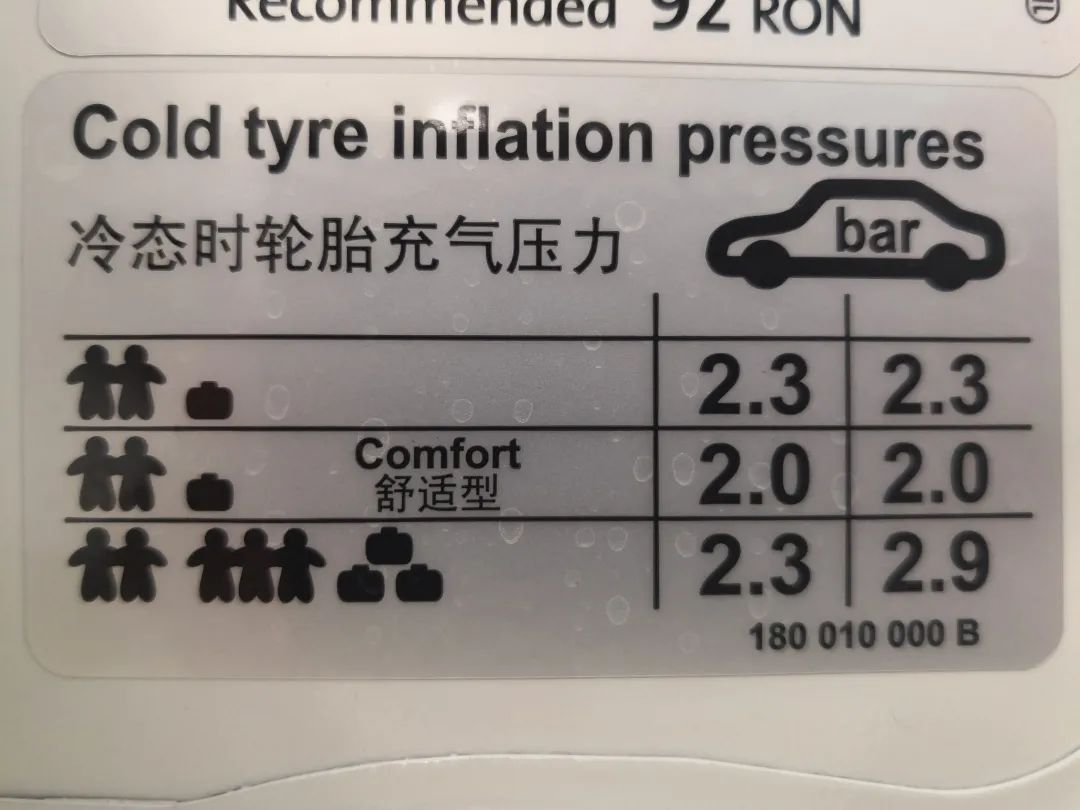 Recommended 92 RON
Cold tyre inflation pressures
冷态时轮胎充气压力
bar
2.3 2.3
Comfort
舒适型
2.0 2.0
2.3 2.9
180 010 000 B